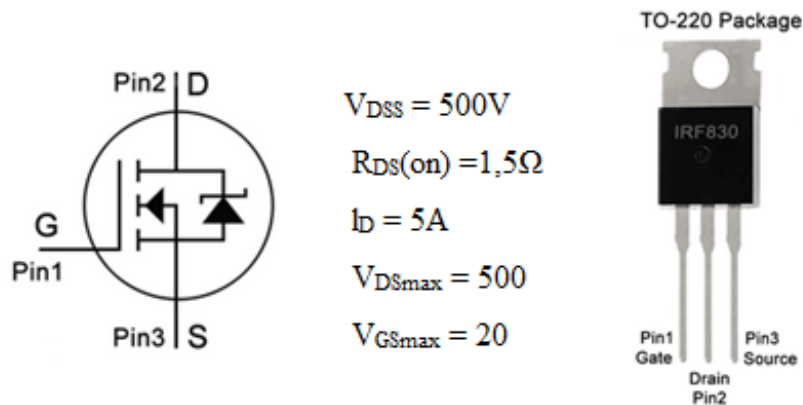 TO-220 Package
Pin2 D
VDSS = 500V
IRF830
RDS(on) =1,5Ω
G
Pin1
lD = 5A
VDSmax = 500
Pin3 S
VGSmax = 20
Pin1
Gate
Drain
Pin2
Pin3
Source